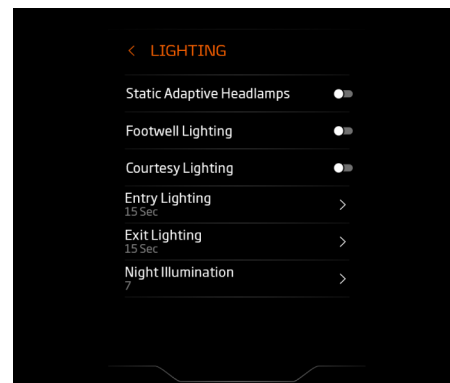 LIGHTING
Static Adaptive Headlamps
Footwell Lighting
Courtesy Lighting
Entry Lighting
15 Sec
Exit Lighting
15 Sec
Night Illumination
7